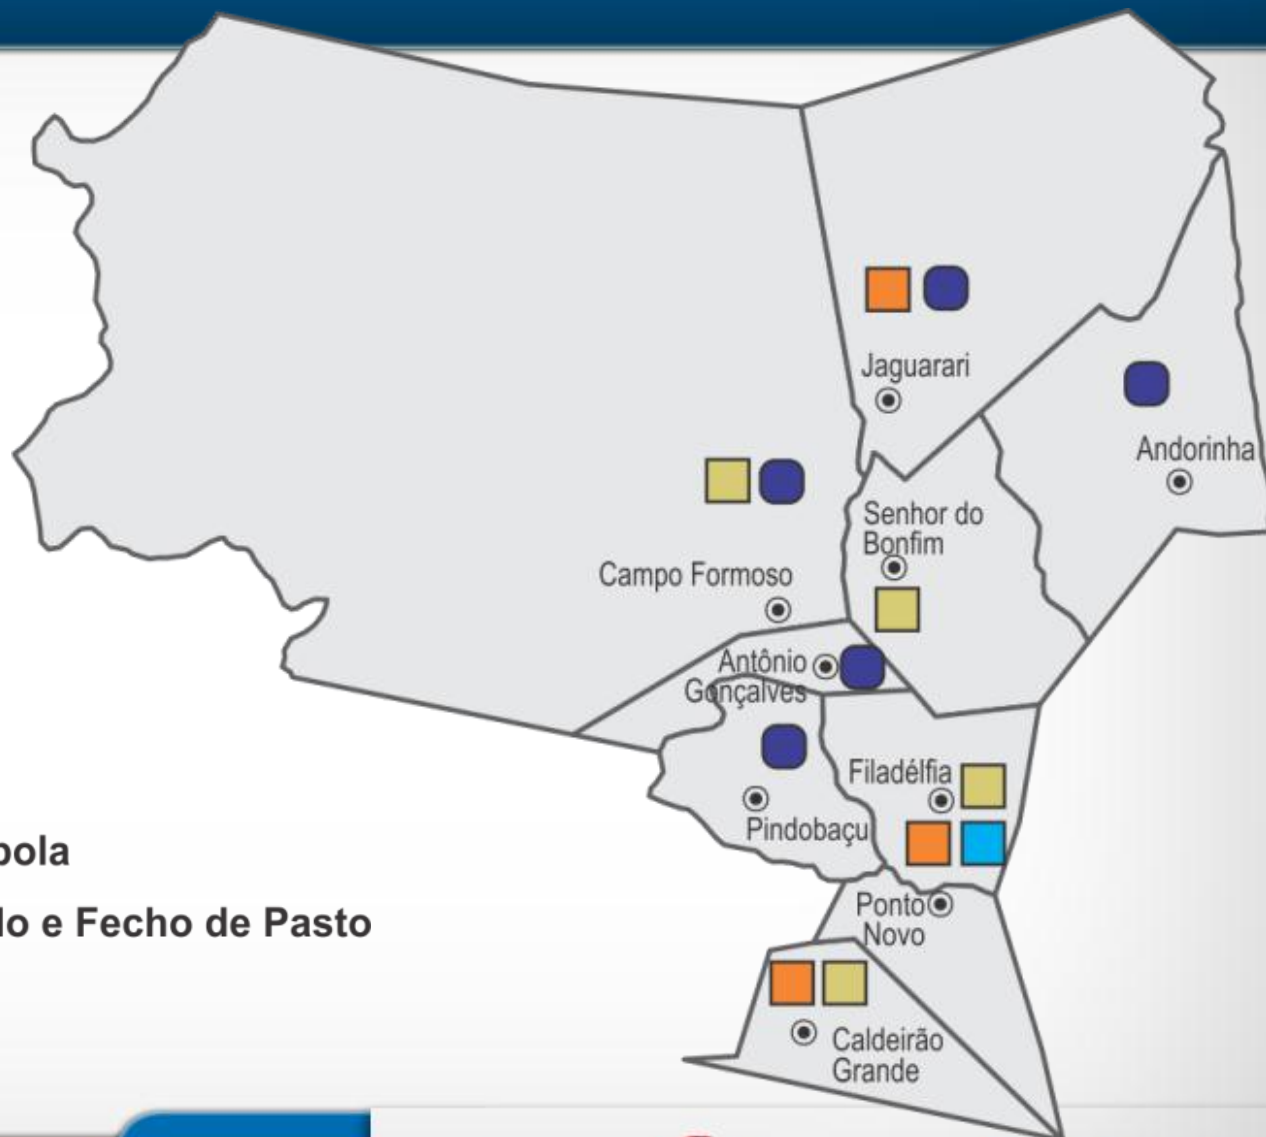 Jaguarari
Andorinha
Senhor do
Bonfim
Campo Formoso
Antônio
Gonçalves
Filadélfia
Pindobaçu
bola
lo e Fecho de Pasto
Ponto
Novo
Caldeirão
Grande